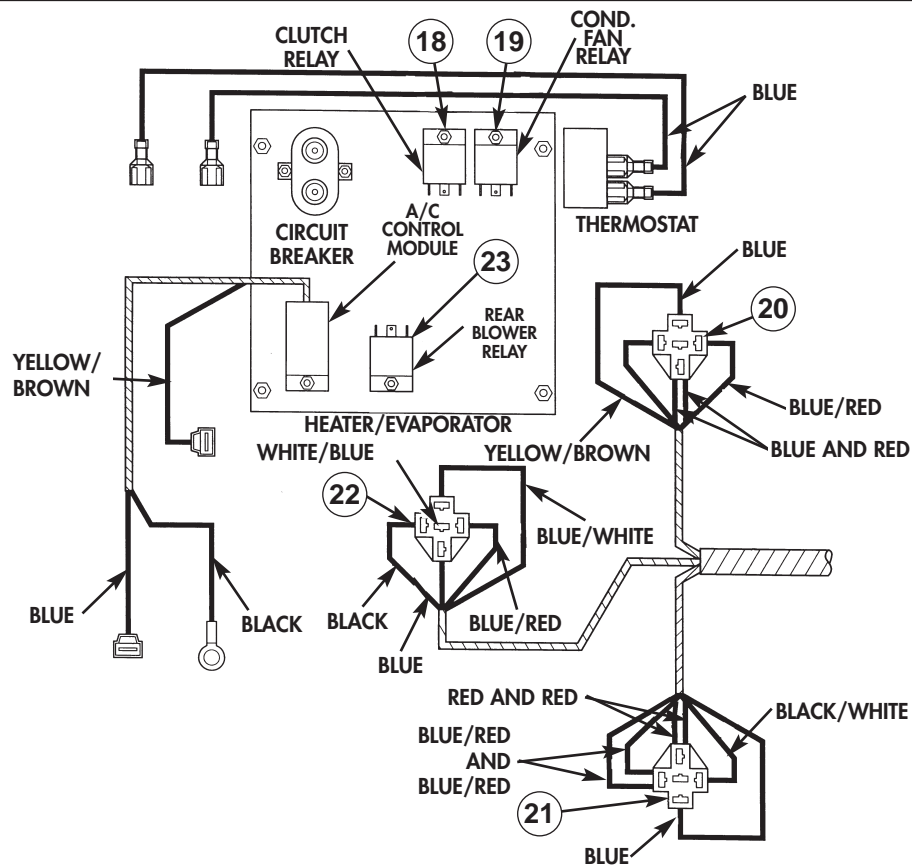 CLUTCH
RELAY
18
19
COND.
FAN
RELAY
BLUE
CIRCUIT
BREAKER
A/C
CONTROL
MODULE
THERMOSTAT
23
REAR
BLOWER
RELAY
BLUE
20
YELLOW/
BROWN
HEATER/EVAPORATOR
BLUE/RED
WHITE/BLUE
YELLOW/BROWN
BLUE AND RED
22
BLUE/WHITE
BLUE
BLACK
BLACK
BLUE/RED
BLUE
RED AND RED
BLACK/WHITE
BLUE/RED
AND
BLUE/RED
21
BLUE